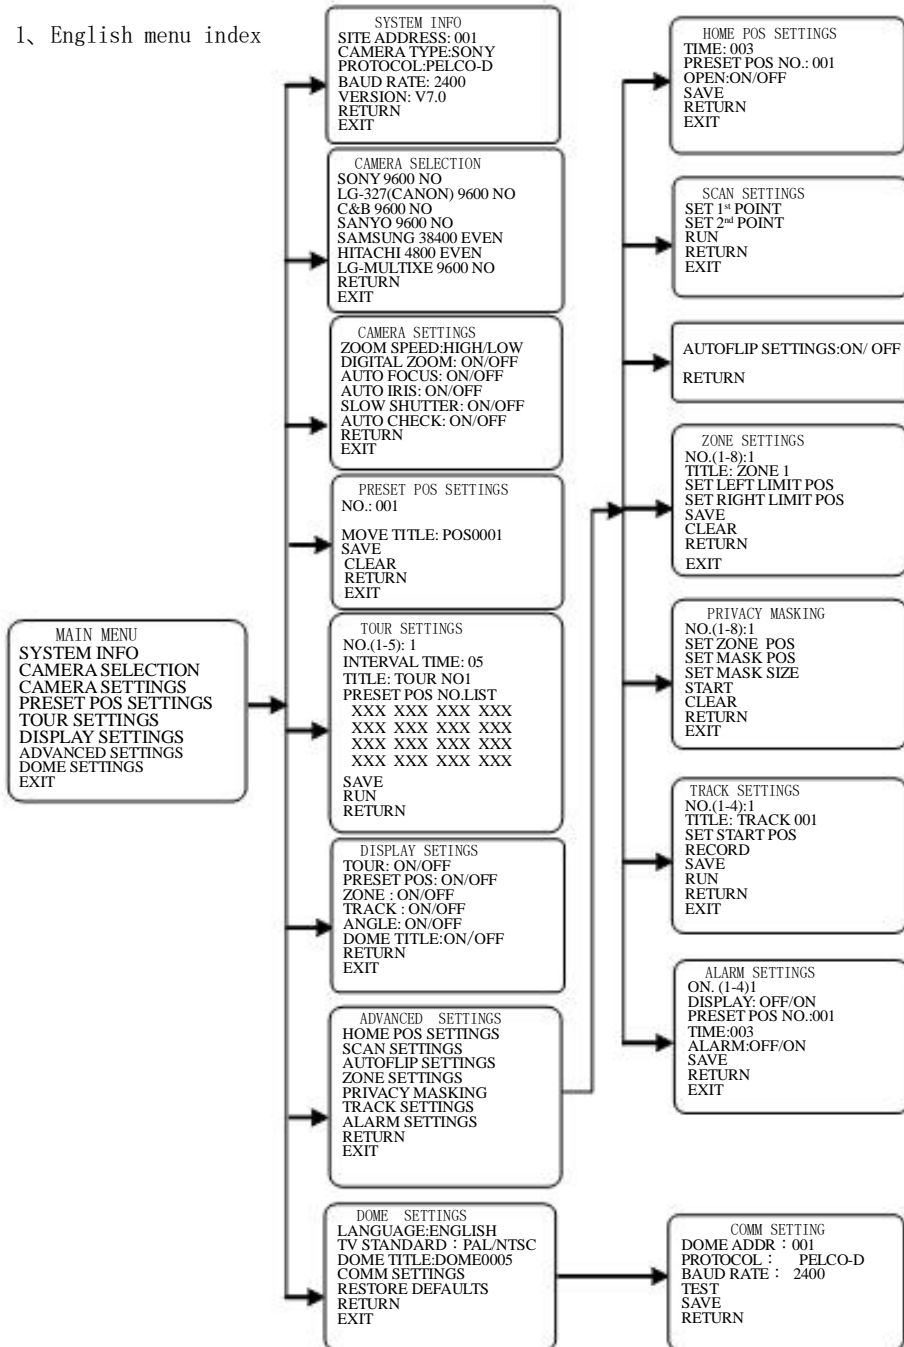 1、English menu index
MAIN MENU
SYSTEM INFO
CAMERA SELECTION
CAMERA SETTINGS
PRESET POS SETTINGS
TOUR SETTINGS
DISPLAY SETTINGS
ADVANCED SETTINGS
DOME SETTINGS
EXIT
SYSTEM INFO
SITE ADDRESS: 001
CAMERA TYPE:SONY
PROTOCOL:PELCO-D
BAUD RATE: 2400
VERSION: V7.0
RETURN
EXIT
CAMERA SELECTION
SONY 9600 NO
LG-327(CANON) 9600 NO
C&B 9600 NO
SANYO 9600 NO
SAMSUNG 38400 EVEN
HITACHI 4800 EVEN
LG-MULTIXE 9600 NO
RETURN
EXIT
CAMERA SETTINGS
ZOOM SPEED:HIGH/LOW
DIGITAL ZOOM: ON/OFF
AUTO FOCUS: ON/OFF
AUTO IRIS: ON/OFF
SLOW SHUTTER: ON/OFF
AUTO CHECK: ON/OFF
RETURN
EXIT
PRESET POS SETTINGS
NO.: 001
MOVE TITLE: POS0001
SAVE
CLEAR
RETURN
EXIT
TOUR SETTINGS
NO.(1-5): 1
INTERVAL TIME: 05
TITLE: TOUR NO1
PRESET POS NO.LIST
XXX XXX XXX XXX
XXX XXX XXX XXX
XXX XXX XXX XXX
XXX XXX XXX XXX
SAVE
RUN
RETURN
DISPLAY SETINGS
TOUR: ON/OFF
PRESET POS: ON/OFF
ZONE : ON/OFF
TRACK : ON/OFF
ANGLE: ON/OFF
DOME TITLE:ON/OFF
RETURN
EXIT
ADVANCED SETTINGS
HOME POS SETTINGS
SCAN SETTINGS
AUTOFLIP SETTINGS
ZONE SETTINGS
PRIVACY MASKING
TRACK SETTINGS
ALARM SETTINGS
RETURN
EXIT
DOME SETTINGS
LANGUAGE:ENGLISH
TV STANDARD：PAL/NTSC
DOME TITLE:DOME0005
COMM SETTINGS
RESTORE DEFAULTS
RETURN
EXIT
HOME POS SETTINGS
TIME: 003
PRESET POS NO.: 001
OPEN:ON/OFF
SAVE
RETURN
EXIT
SCAN SETTINGS
SET 1st POINT
SET 2nd POINT
RUN
RETURN
EXIT
AUTOFLIP SETTINGS:ON/ OFF
RETURN
ZONE SETTINGS
NO.(1-8):1
TITLE: ZONE 1
SET LEFT LIMIT POS
SET RIGHT LIMIT POS
SAVE
CLEAR
RETURN
EXIT
PRIVACY MASKING
NO.(1-8):1
SET ZONE POS
SET MASK POS
SET MASK SIZE
START
CLEAR
RETURN
EXIT
TRACK SETTINGS
NO.(1-4):1
TITLE: TRACK 001
SET START POS
RECORD
SAVE
RUN
RETURN
EXIT
ALARM SETTINGS
ON. (1-4)1
DISPLAY: OFF/ON
PRESET POS NO.:001
TIME:003
ALARM:OFF/ON
SAVE
RETURN
EXIT
COMM SETTING
DOME ADDR：001
PROTOCOL： PELCO-D
BAUD RATE： 2400
TEST
SAVE
RETURN